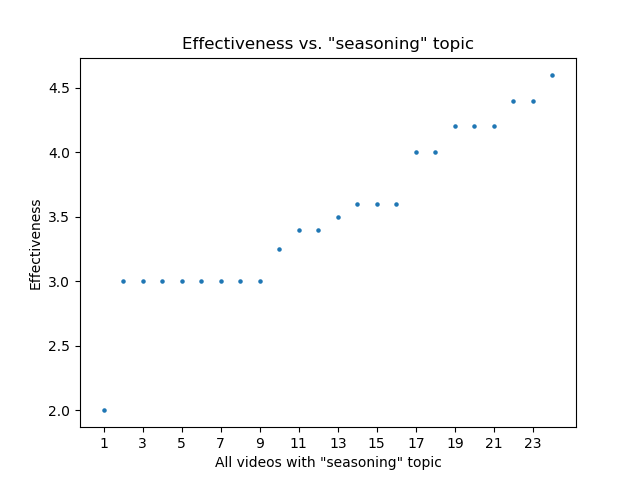 Effectiveness vs. "seasoning" topic
4.5
4.0
3.5
3.0
2.5
2.0
Effectiveness
1 3 5 7 9 11 13 15 17 19 21 23
All videos with "seasoning" topic